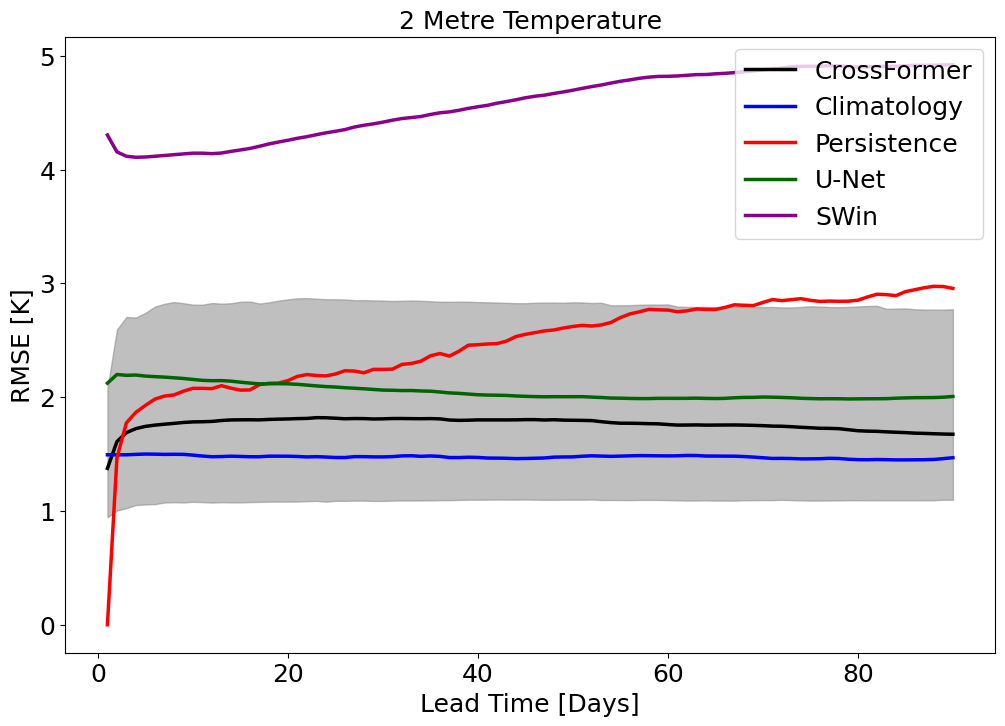 2 Metre Temperature
RMSE [K]
5
4
3
2
1
0
CrossFormer
Climatology
Persistence
U-Net
SWin
0 20 40 60 80
Lead Time [Days]